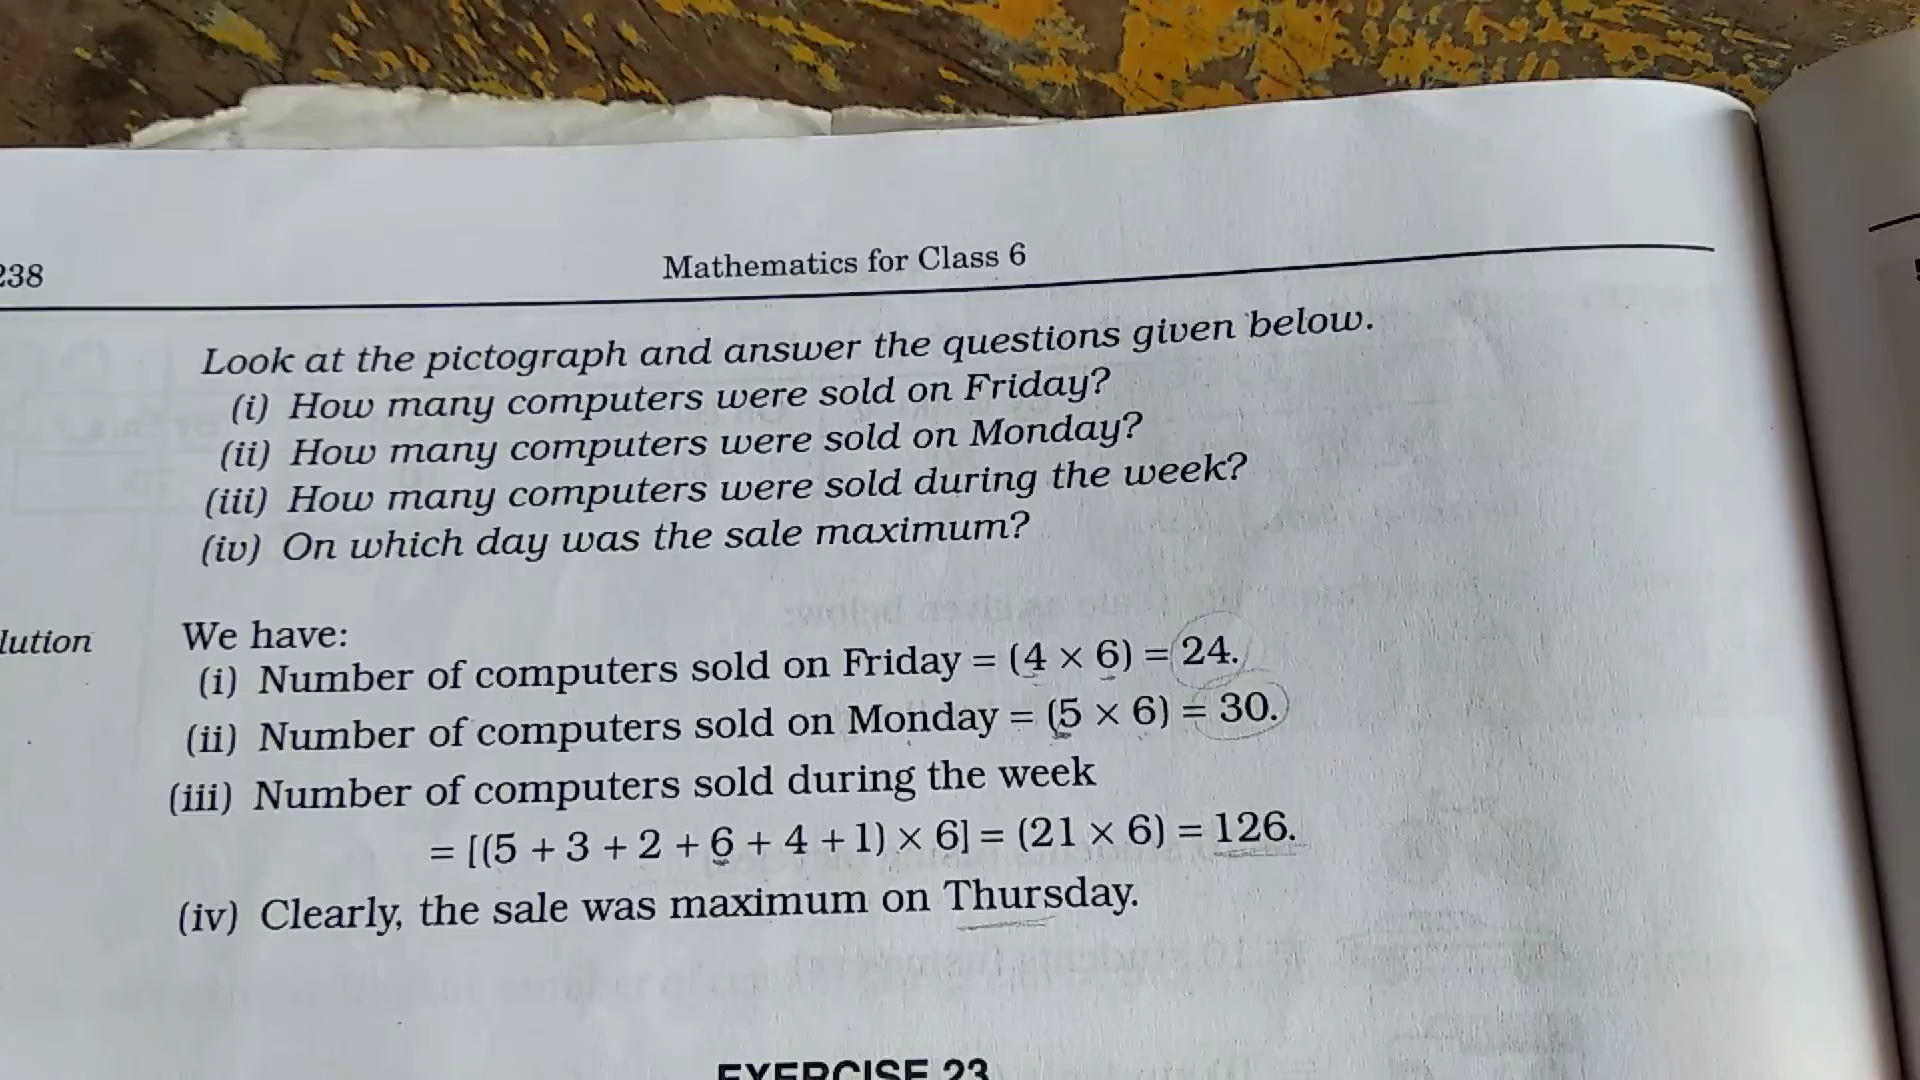 238
Mathematics for Class 6
Look at the pictograph and answer the questions given below.
(i) How many computers were sold on Friday?
(ii) How many computers were sold on Monday?
(iii) How many computers were sold during the week?
(iv) On which day was the sale maximum?
lution
We have:
(i) Number of computers sold on Friday = (4 × 6) = 24.
(ii) Number of computers sold on Monday = (5 × 6) = 30.
(iii) Number of computers sold during the week
= [(5 + 3 + 2 + 6 + 4 + 1) × 6] = (21 × 6) = 126.
(iv) Clearly, the sale was maximum on Thursday.
EXERCISE 23